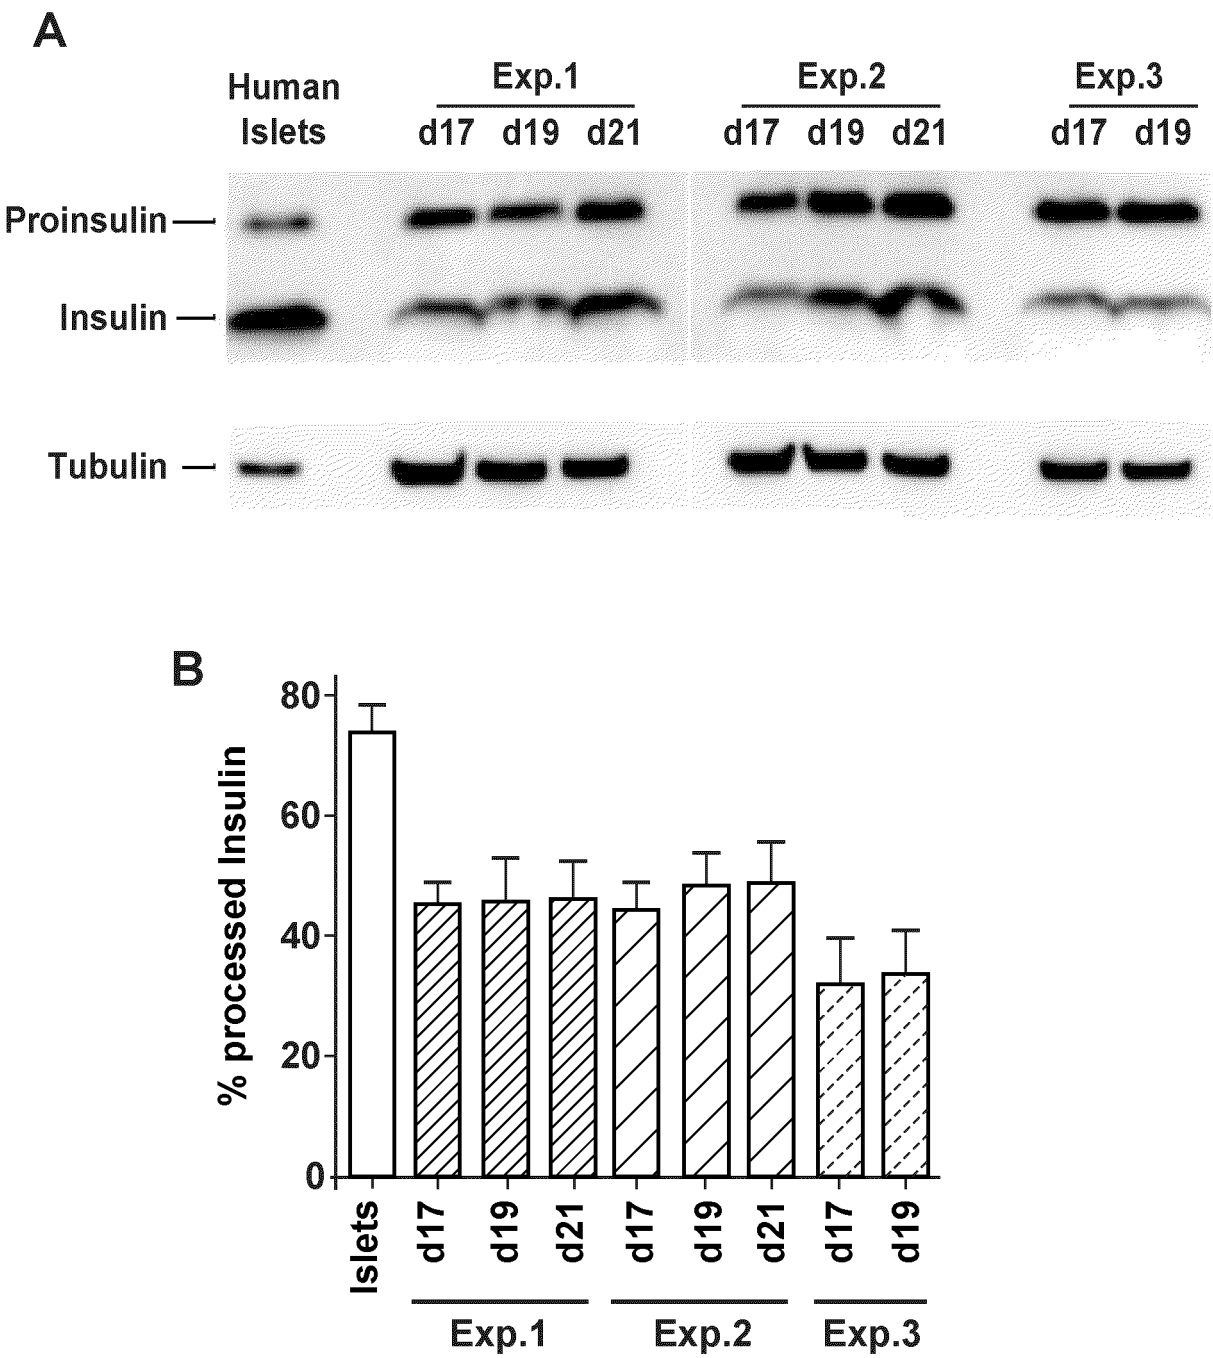 A
Human
Islets
Exp.1
Exp.2
Exp.3
d17 d19 d21
d17 d19 d21
d17 d19
Proinsulin
Insulin
Tubulin
B
% processed Insulin
80
60
40
20
0
Islets
d17
d19
d21
d17
d19
d21
d17
d19
Exp.1
Exp.2
Exp.3